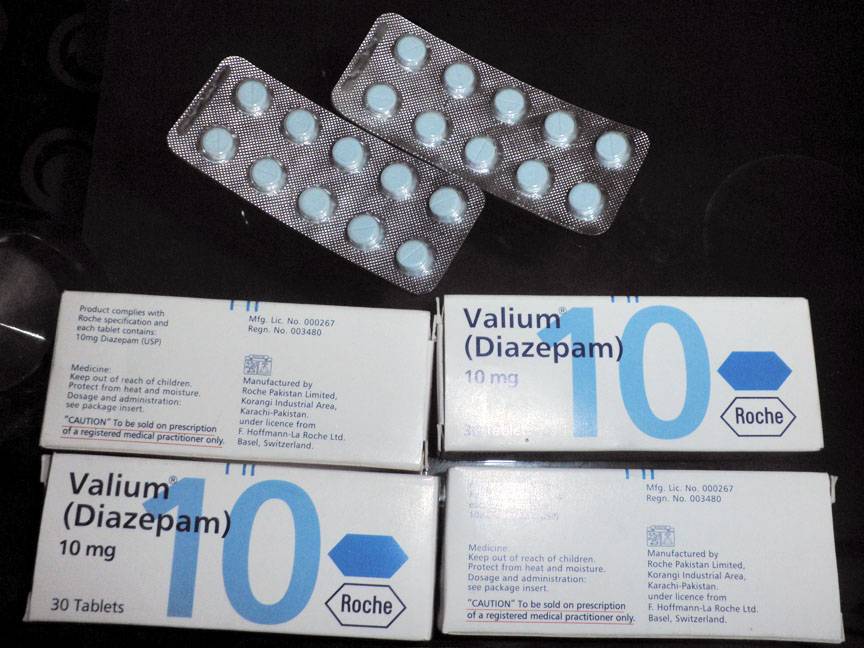 Product complies with
Roche specification and
each tablet contains:
10mg Diazepam (USP)
Medicine:
Keep out of reach of children.
Protect from heat and moisture.
Dosage and administration:
see package insert.
"CAUTION" To be sold on prescription
of a registered medical practitioner only.
Mfg. Lic. No. 000267
Regn. No. 003480
Manufactured by
Roche Pakistan Limited,
Korangi Industrial Area,
Karachi-Pakistan.
under licence from
F. Hoffmann-La Roche Ltd.
Basel, Switzerland.
Valium®
(Diazepam)
10 mg
10
Roche
Valium®
(Diazepam)
10 mg
10
30 Tablets
Roche
Medicine:
Keep out of reach of children.
Protect from heat and moisture.
Dosage and administration:
see package insert.
"CAUTION" To be sold on prescription
of a registered medical practitioner only.
Mfg. Lic. No. 000267
Regn. No. 003480
Manufactured by
Roche Pakistan Limited,
Korangi Industrial Area,
Karachi-Pakistan.
under licence from
F. Hoffmann-La Roche Ltd.
Basel, Switzerland.